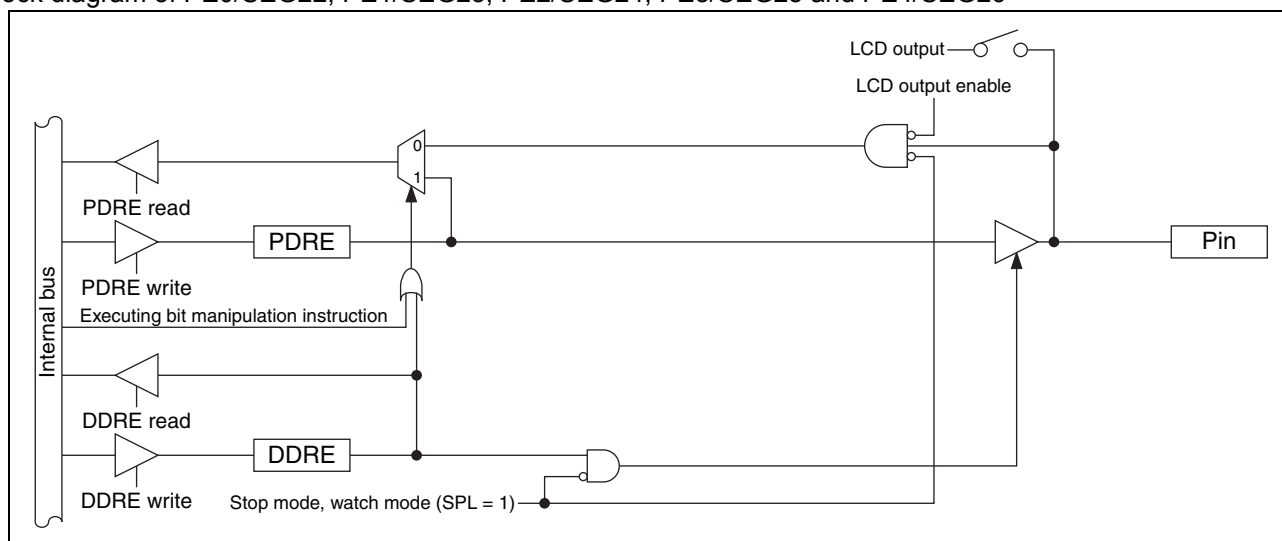 LCD output
LCD output enable
0
1
PDRE read
PDRE
Pin
PDRE write
Executing bit manipulation instruction
Internal bus
DDRE read
DDRE
DDRE write
Stop mode, watch mode (SPL = 1)